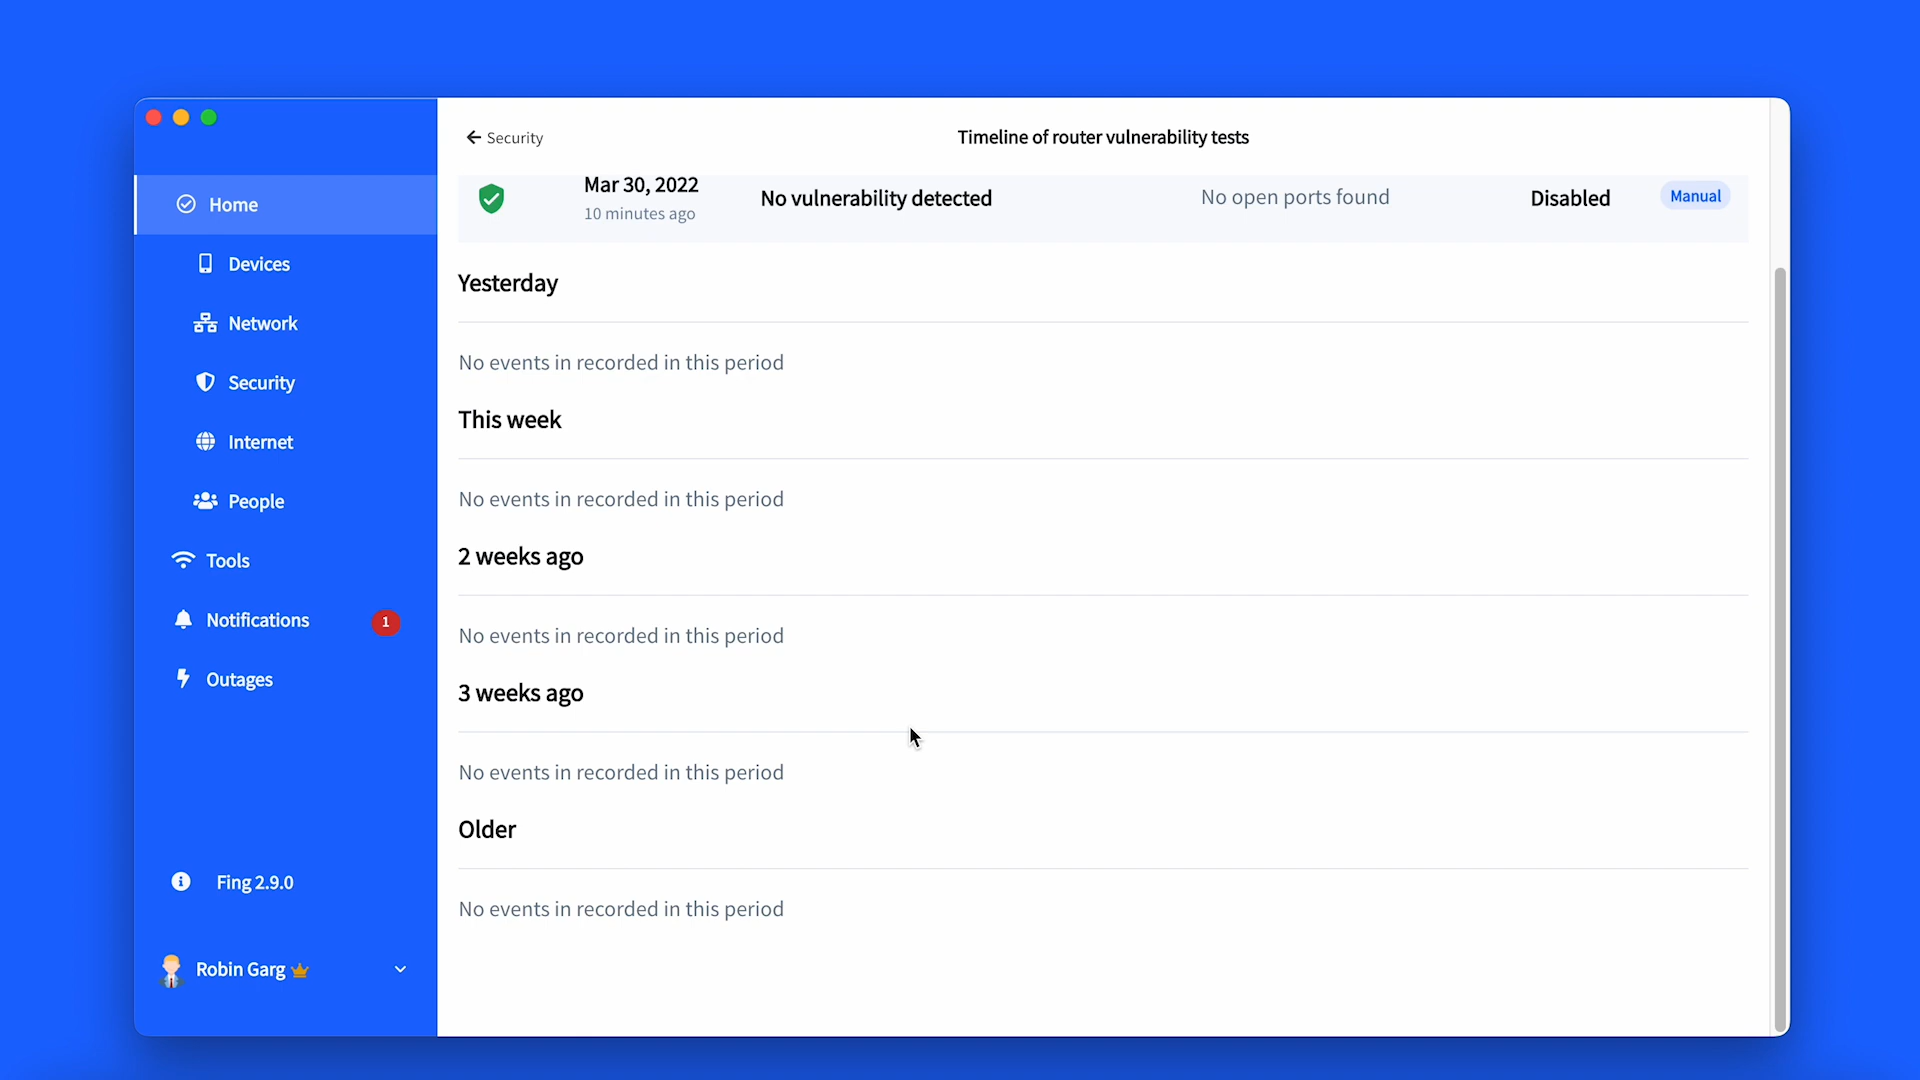 Security
Timeline of router vulnerability tests
Home
Devices
Network
Security
Internet
People
Tools
Notifications
1
Outages
Fing 2.9.0
Robin Garg
Mar 30, 2022
10 minutes ago
No vulnerability detected
No open ports found
Disabled
Manual
Yesterday
No events in recorded in this period
This week
No events in recorded in this period
2 weeks ago
No events in recorded in this period
3 weeks ago
No events in recorded in this period
Older
No events in recorded in this period